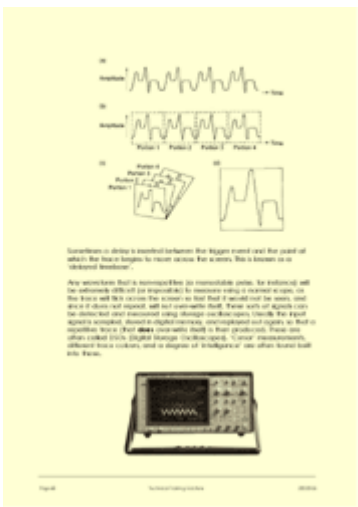 (a)
Amplitude
Time
(b)
Amplitude
Time
Portion 1 Portion 2 Portion 3 Portion 4
(c)
(d)
Portion 4
Portion 3
Portion 2
Portion 1
Sometimes a delay is inserted between the trigger event and the point at
which the trace begins to move across the screen. This is known as a
'delayed timebase'.
Any waveform that is non-repetitive (a monostable pulse, for instance) will
be extremely difficult (or impossible) to measure using a normal scope, as
the trace will flick across the screen so fast that it would not be seen, and
since it does not repeat, will not over-write itself. These sorts of signals can
be detected and measured using storage oscilloscopes. Usually the input
signal is sampled, stored in digital memory, and replayed out again so that a
repetitive trace (that does over-write itself) is then produced. These are
often called DSOs (Digital Storage Oscilloscopes). 'Cursor' measurements,
different trace colours, and a degree of 'intelligence' are often found built
into these.
Page
Technical Training